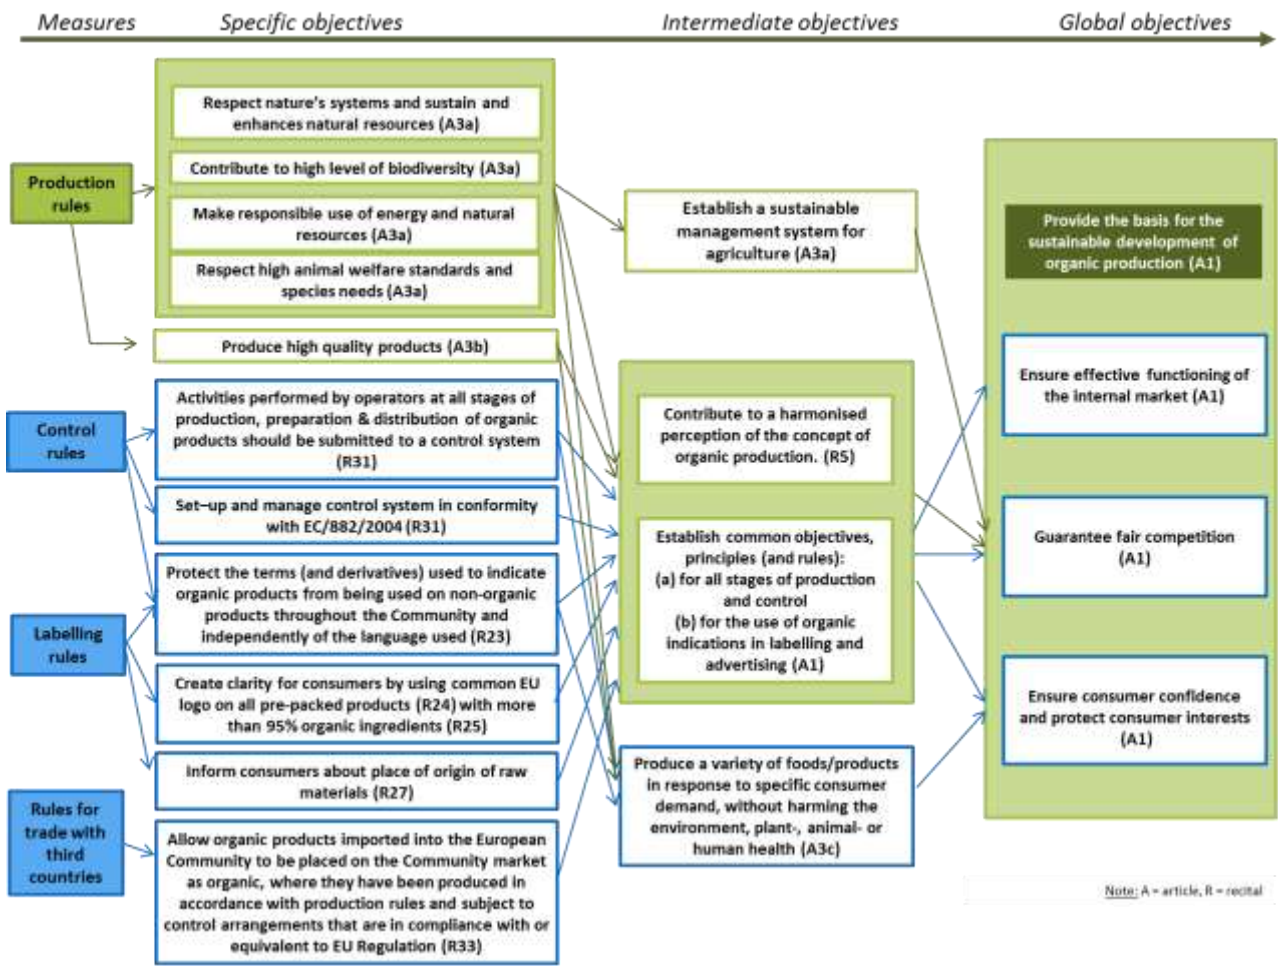 Measures
Specific objectives
Intermediate objectives
Global objectives
Production
rules
Control
rules
Labelling
rules
Rules for
trade with
third
countries
Respect nature's systems and sustain and
enhances natural resources (A3a)
Contribute to high level of biodiversity (A3a)
Make responsible use of energy and natural
resources (A3a)
Respect high animal welfare standards and
species needs (A3a)
Produce high quality products (A3b)
Activities performed by operators at all stages of
production, preparation & distribution of organic
products should be submitted to a control system
(R31)
Set–up and manage control system in conformity
with EC/882/2004 (R31)
Protect the terms (and derivatives) used to indicate
organic products from being used on non-organic
products throughout the Community and
independently of the language used (R23)
Create clarity for consumers by using common EU
logo on all pre-packed products (R24) with more
than 95% organic ingredients (R25)
Inform consumers about place of origin of raw
materials (R27)
Allow organic products imported into the European
Community to be placed on the Community market
as organic, where they have been produced in
accordance with production rules and subject to
control arrangements that are in compliance with or
equivalent to EU Regulation (R33)
Establish a sustainable
management system for
agriculture (A3a)
Contribute to a harmonised
perception of the concept of
organic production. (R5)
Establish common objectives,
principles (and rules):
(a) for all stages of production
and control
(b) for the use of organic
indications in labelling and
advertising (A1)
Produce a variety of foods/products
in response to specific consumer
demand, without harming the
environment, plant-, animal- or
human health (A3c)
Provide the basis for the
sustainable development of
organic production (A1)
Ensure effective functioning of
the internal market (A1)
Guarantee fair competition
(A1)
Ensure consumer confidence
and protect consumer interests
(A1)
Note: A = article, R = recital